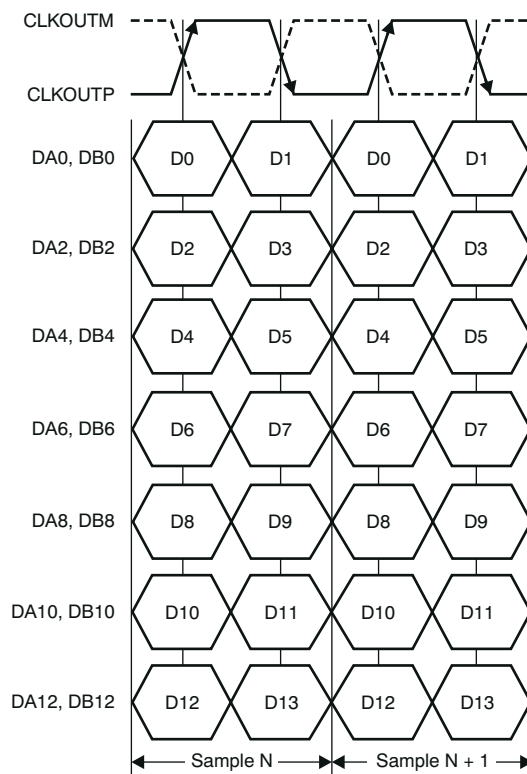 CLKOUTM
CLKOUTP
DA0, DB0 D0 D1 D0 D1
DA2, DB2 D2 D3 D2 D3
DA4, DB4 D4 D5 D4 D5
DA6, DB6 D6 D7 D6 D7
DA8, DB8 D8 D9 D8 D9
DA10, DB10 D10 D11 D10 D11
DA12, DB12 D12 D13 D12 D13
Sample N Sample N + 1